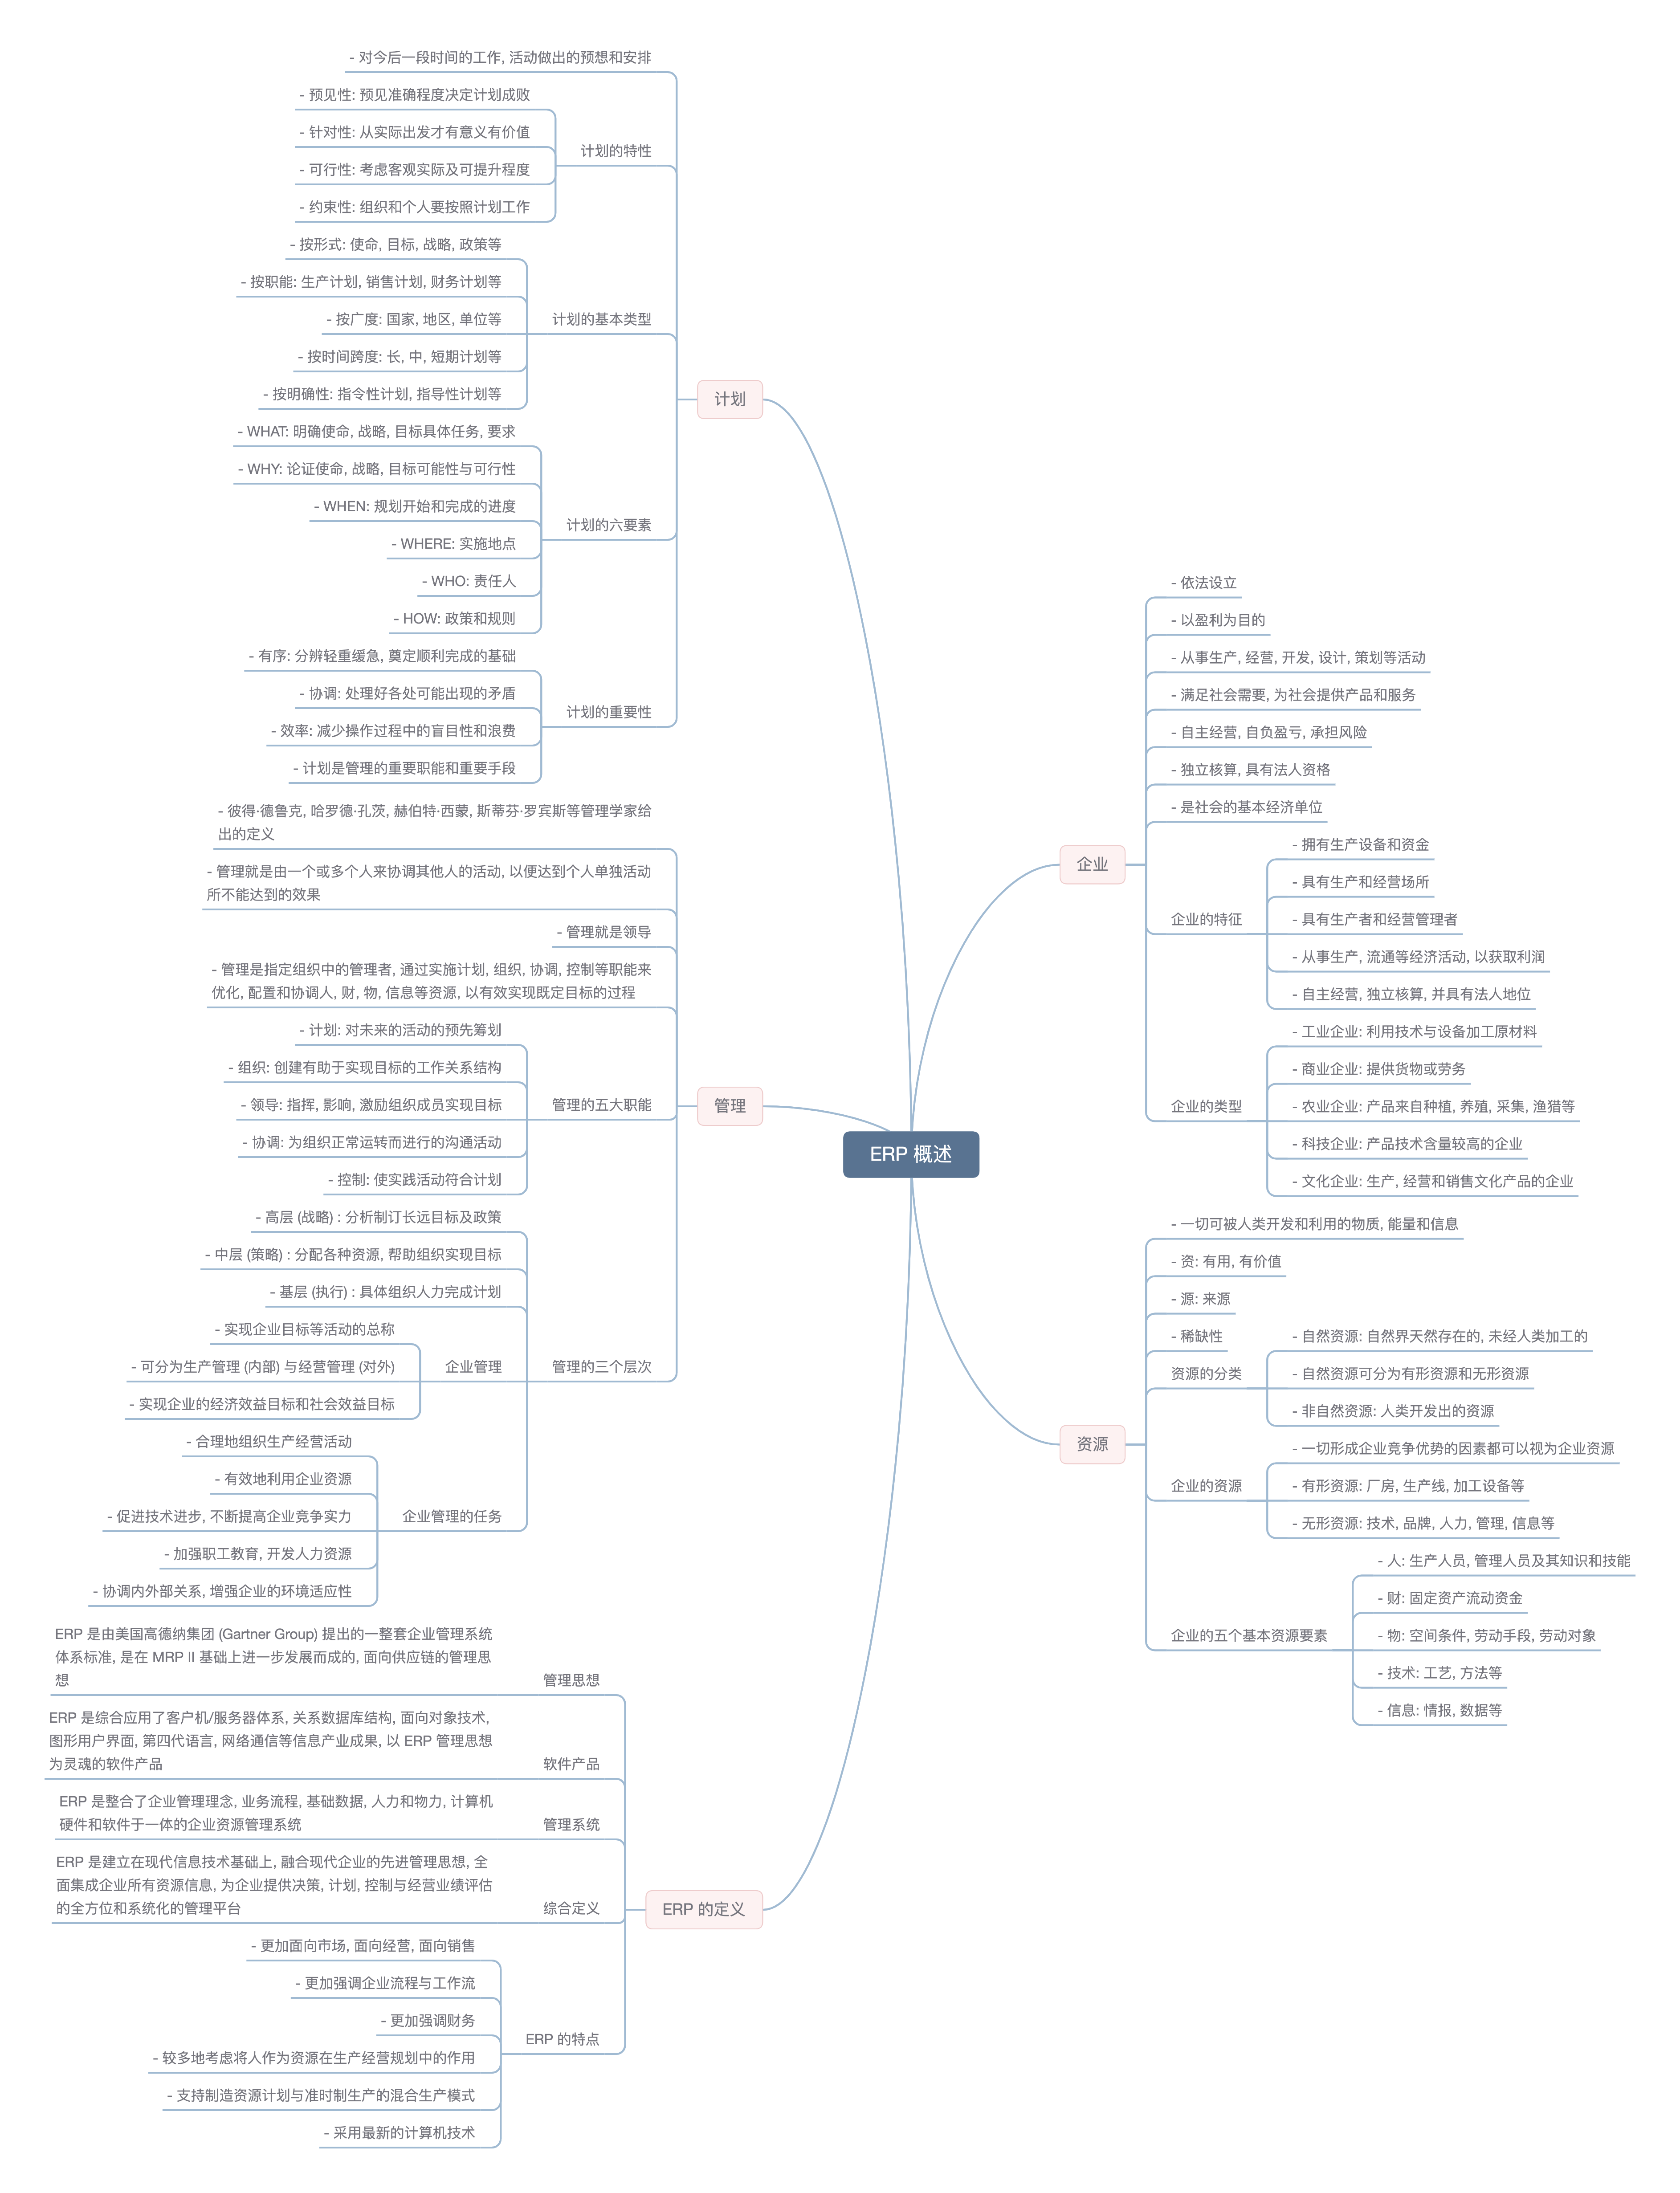 ERP 概述
计划
- 对今后一段时间的工作, 活动做出的预想和安排
计划的特性
- 预见性: 预见准确程度决定计划成败
- 针对性: 从实际出发才有意义有价值
- 可行性: 考虑客观实际及可提升程度
- 约束性: 组织和个人要按照计划工作
计划的基本类型
- 按形式: 使命, 目标, 战略, 政策等
- 按职能: 生产计划, 销售计划, 财务计划等
- 按广度: 国家, 地区, 单位等
- 按时间跨度: 长, 中, 短期计划等
- 按明确性: 指令性计划, 指导性计划等
计划的六要素
- WHAT: 明确使命, 战略, 目标具体任务, 要求
- WHY: 论证使命, 战略, 目标可能性与可行性
- WHEN: 规划开始和完成的进度
- WHERE: 实施地点
- WHO: 责任人
- HOW: 政策和规则
计划的重要性
- 有序: 分辨轻重缓急, 奠定顺利完成的基础
- 协调: 处理好各处可能出现的矛盾
- 效率: 减少操作过程中的盲目性和浪费
- 计划是管理的重要职能和重要手段
管理
- 彼得·德鲁克, 哈罗德·孔茨, 赫伯特·西蒙, 斯蒂芬·罗宾斯等管理学家给
出的定义
- 管理就是由一个或多个人来协调其他人的活动, 以便达到个人单独活动
所不能达到的效果
- 管理就是领导
- 管理是指定组织中的管理者, 通过实施计划, 组织, 协调, 控制等职能来
优化, 配置和协调人, 财, 物, 信息等资源, 以有效实现既定目标的过程
管理的五大职能
- 计划: 对未来的活动的预先筹划
- 组织: 创建有助于实现目标的工作关系结构
- 领导: 指挥, 影响, 激励组织成员实现目标
- 协调: 为组织正常运转而进行的沟通活动
- 控制: 使实践活动符合计划
管理的三个层次
- 高层 (战略) : 分析制订长远目标及政策
- 中层 (策略) : 分配各种资源, 帮助组织实现目标
- 基层 (执行) : 具体组织人力完成计划
企业管理
- 实现企业目标等活动的总称
- 可分为生产管理 (内部) 与经营管理 (对外)
- 实现企业的经济效益目标和社会效益目标
企业管理的任务
- 合理地组织生产经营活动
- 有效地利用企业资源
- 促进技术进步, 不断提高企业竞争实力
- 加强职工教育, 开发人力资源
- 协调内外部关系, 增强企业的环境适应性
ERP 的定义
管理思想
ERP 是由美国高德纳集团 (Gartner Group) 提出的一整套企业管理系统
体系标准, 是在 MRP II 基础上进一步发展而成的, 面向供应链的管理思
想
软件产品
ERP 是综合应用了客户机/服务器体系, 关系数据库结构, 面向对象技术,
图形用户界面, 第四代语言, 网络通信等信息产业成果, 以 ERP 管理思想
为灵魂的软件产品
管理系统
ERP 是整合了企业管理理念, 业务流程, 基础数据, 人力和物力, 计算机
硬件和软件于一体的企业资源管理系统
综合定义
ERP 是建立在现代信息技术基础上, 融合现代企业的先进管理思想, 全
面集成企业所有资源信息, 为企业提供决策, 计划, 控制与经营业绩评估
的全方位和系统化的管理平台
ERP 的特点
- 更加面向市场, 面向经营, 面向销售
- 更加强调企业流程与工作流
- 更加强调财务
- 较多地考虑将人作为资源在生产经营规划中的作用
- 支持制造资源计划与准时制生产的混合生产模式
- 采用最新的计算机技术
企业
- 依法设立
- 以盈利为目的
- 从事生产, 经营, 开发, 设计, 策划等活动
- 满足社会需要, 为社会提供产品和服务
- 自主经营, 自负盈亏, 承担风险
- 独立核算, 具有法人资格
- 是社会的基本经济单位
企业的特征
- 拥有生产设备和资金
- 具有生产和经营场所
- 具有生产者和经营管理者
- 从事生产, 流通等经济活动, 以获取利润
- 自主经营, 独立核算, 并具有法人地位
企业的类型
- 工业企业: 利用技术与设备加工原材料
- 商业企业: 提供货物或劳务
- 农业企业: 产品来自种植, 养殖, 采集, 渔猎等
- 科技企业: 产品技术含量较高的企业
- 文化企业: 生产, 经营和销售文化产品的企业
资源
- 一切可被人类开发和利用的物质, 能量和信息
- 资: 有用, 有价值
- 源: 来源
- 稀缺性
资源的分类
- 自然资源: 自然界天然存在的, 未经人类加工的
- 自然资源可分为有形资源和无形资源
- 非自然资源: 人类开发出的资源
企业的资源
- 一切形成企业竞争优势的因素都可以视为企业资源
- 有形资源: 厂房, 生产线, 加工设备等
- 无形资源: 技术, 品牌, 人力, 管理, 信息等
企业的五个基本资源要素
- 人: 生产人员, 管理人员及其知识和技能
- 财: 固定资产流动资金
- 物: 空间条件, 劳动手段, 劳动对象
- 技术: 工艺, 方法等
- 信息: 情报, 数据等